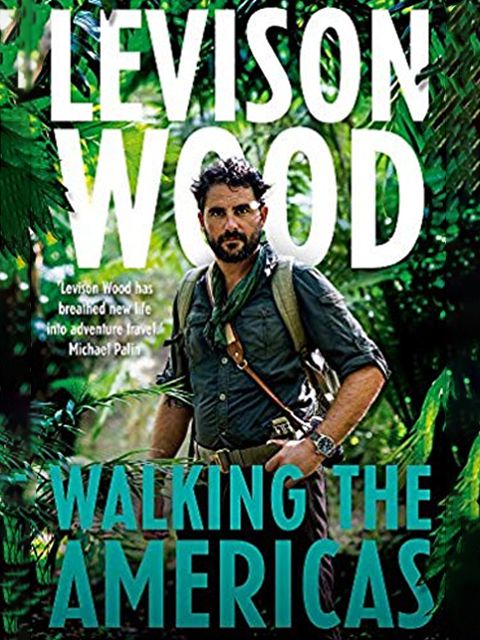 LEVISON
WOOD
'Levison Wood has
breathed new life
into adventure travel'
Michael Palin
WALKING THE
AMERICAS